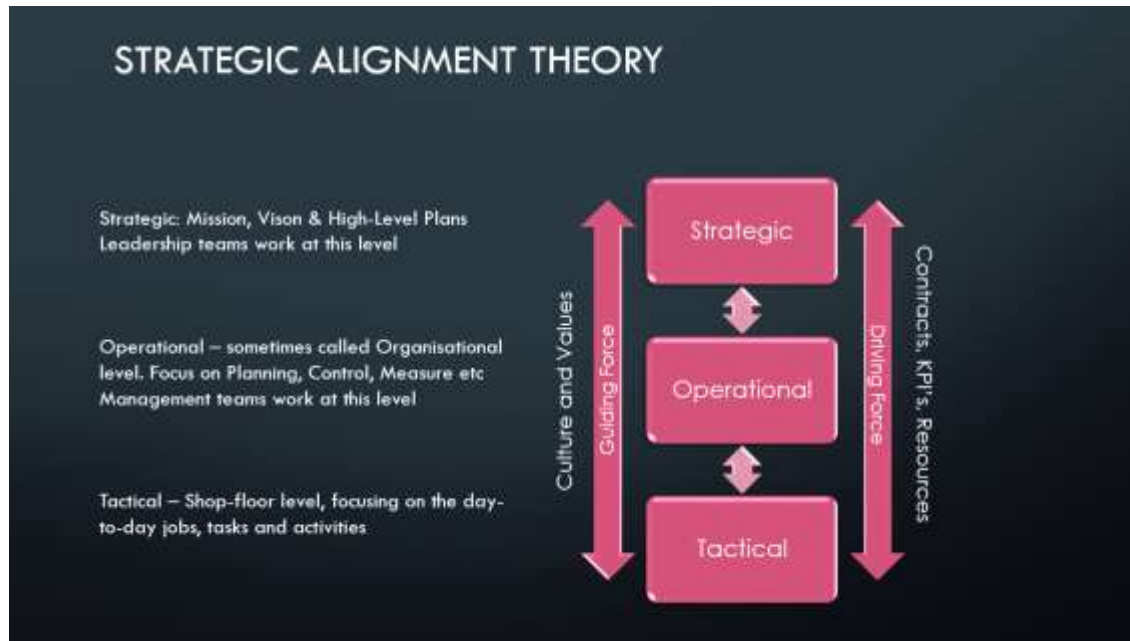 STRATEGIC ALIGNMENT THEORY
Strategic: Mission, Vison & High-Level Plans
Leadership teams work at this level
Operational – sometimes called Organisational
level. Focus on Planning, Control, Measure etc
Management teams work at this level
Tactical – Shop-floor level, focusing on the day-
to-day jobs, tasks and activities
Culture and Values
Guiding Force
Strategic
Operational
Tactical
Driving Force
Contracts. KPI's. Resources